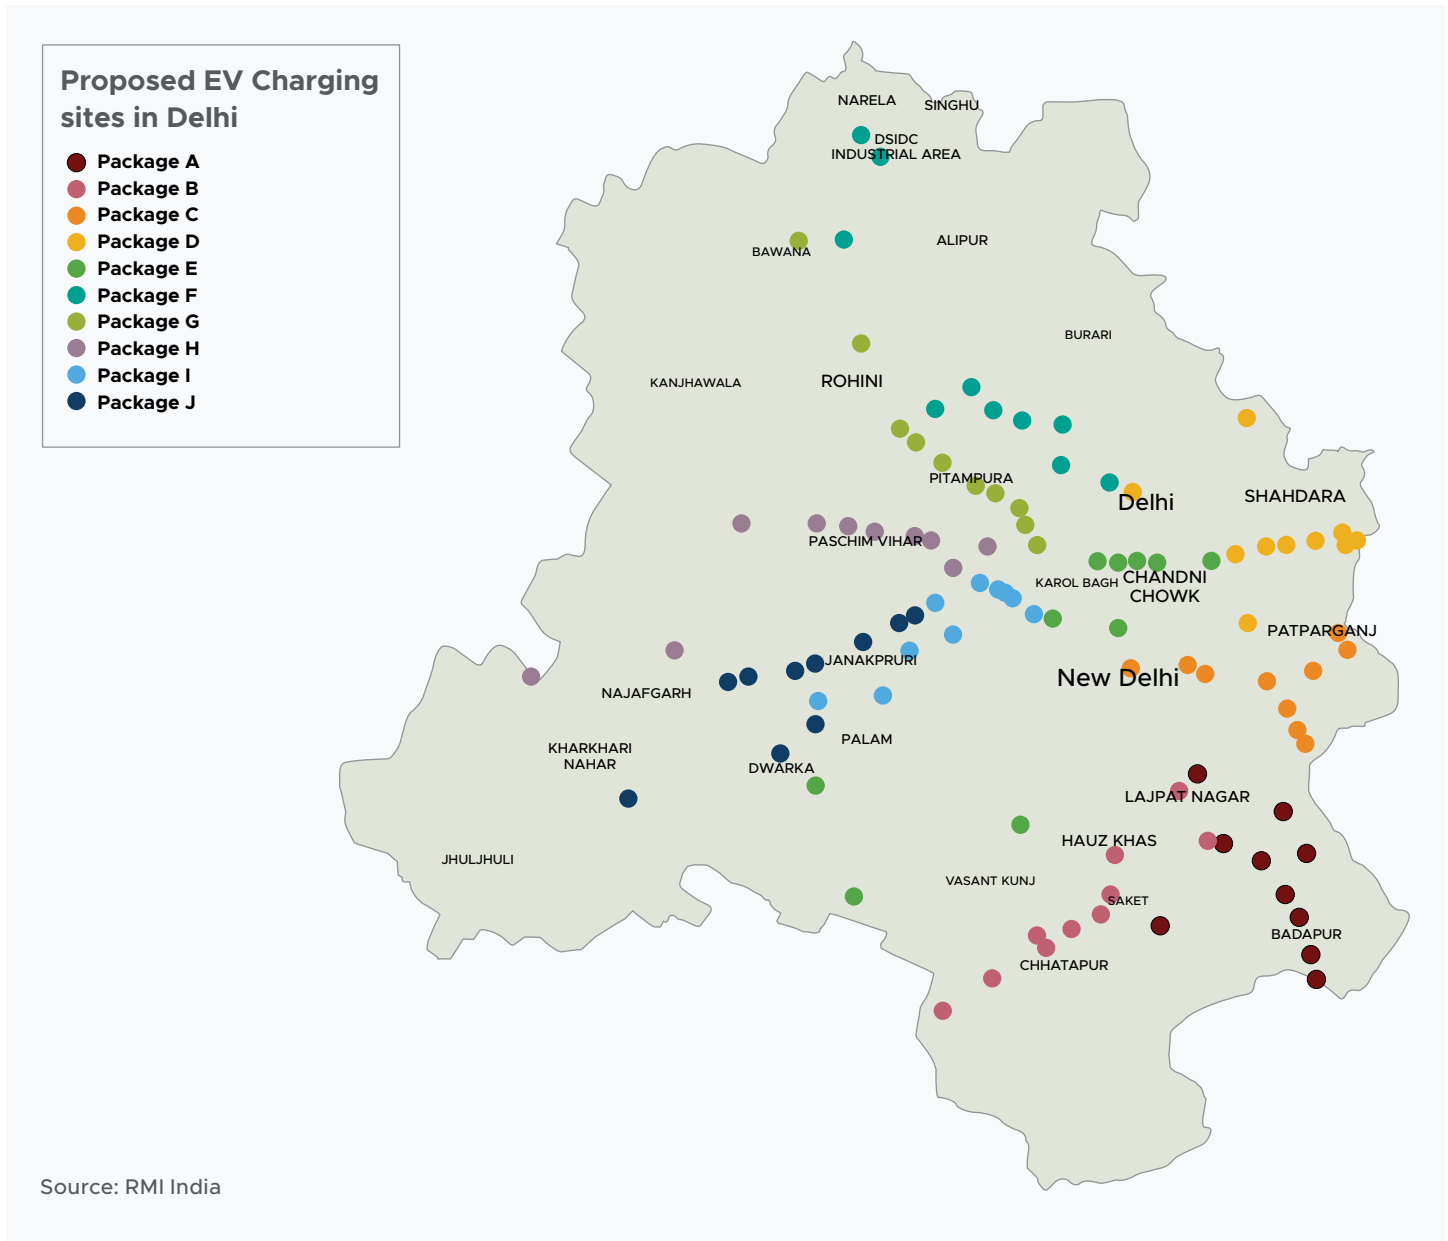 Proposed EV Charging
sites in Delhi
Package A
Package B
Package C
Package D
Package E
Package F
Package G
Package H
Package I
Package J
NARELA
SINGHU
DSIDC
INDUSTRIAL AREA
BAWANA
ALIPUR
BURARI
KANJHAWALA
ROHINI
PITAMPURA
Delhi
SHAHDARA
PASCHIM VIHAR
KAROL BAGH
CHANDNI
CHOWK
PATPARGANJ
JANAKPRURI
New Delhi
NAJAFGARH
PALAM
KHARKHARI
NAHAR
DWARKA
LAJPAT NAGAR
HAUZ KHAS
JHULJHULI
VASANT KUNJ
SAKET
BADAPUR
CHHATAPUR
Source: RMI India